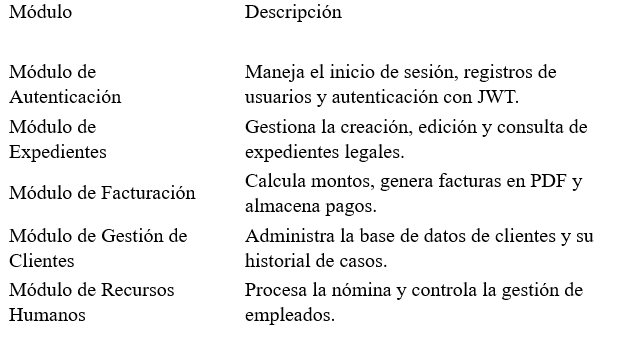 Módulo Descripción
Módulo de Autenticación Maneja el inicio de sesión, registros de usuarios y autenticación con JWT.
Módulo de Expedientes Gestiona la creación, edición y consulta de expedientes legales.
Módulo de Facturación Calcula montos, genera facturas en PDF y almacena pagos.
Módulo de Gestión de Clientes Administra la base de datos de clientes y su historial de casos.
Módulo de Recursos Humanos Procesa la nómina y controla la gestión de empleados.